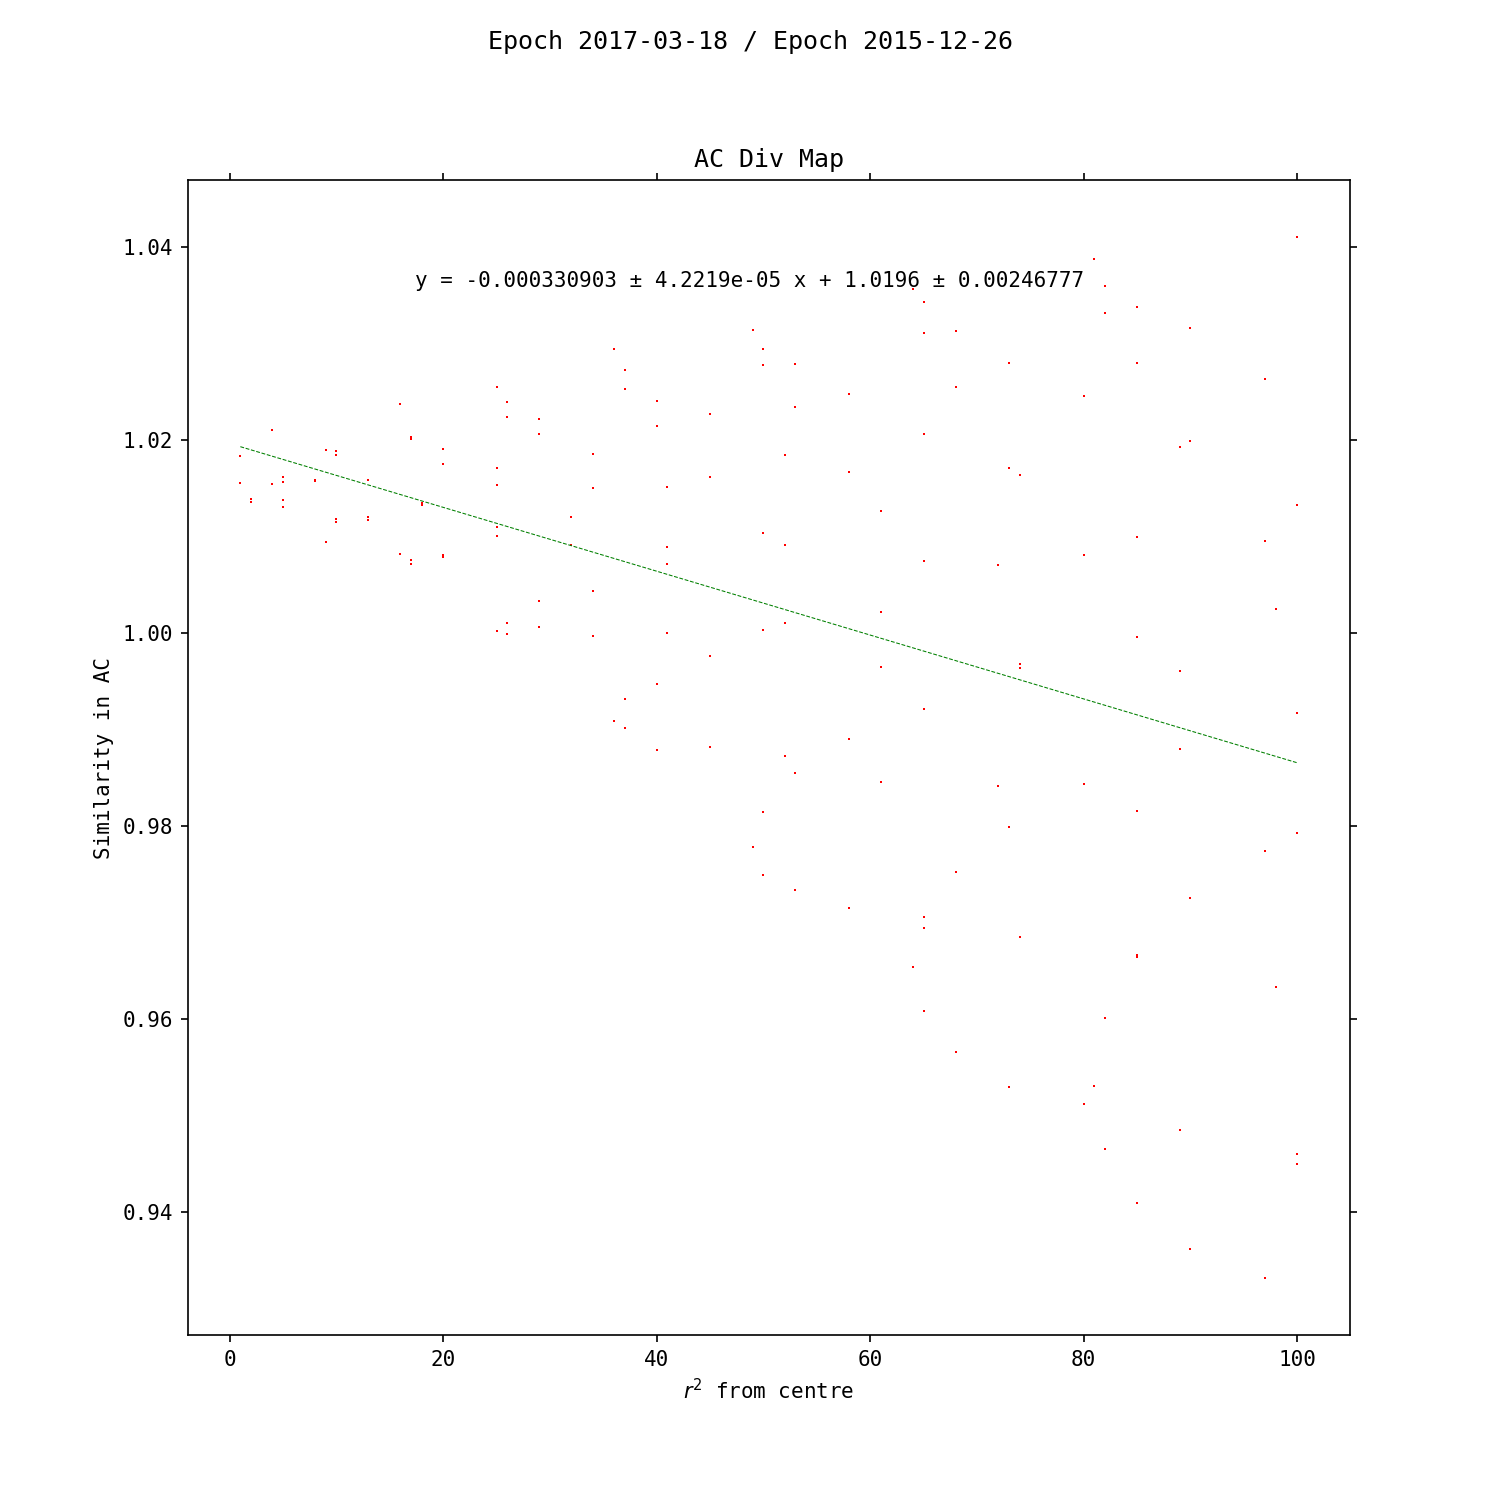 Epoch 2017-03-18 / Epoch 2015-12-26
AC Div Map
y = -0.000330903 ± 4.2219e-05 x + 1.0196 ± 0.00246777
1.04
1.02
1.00
0.98
0.96
0.94
Similarity in AC
0 20 40 60 80 100
r² from centre